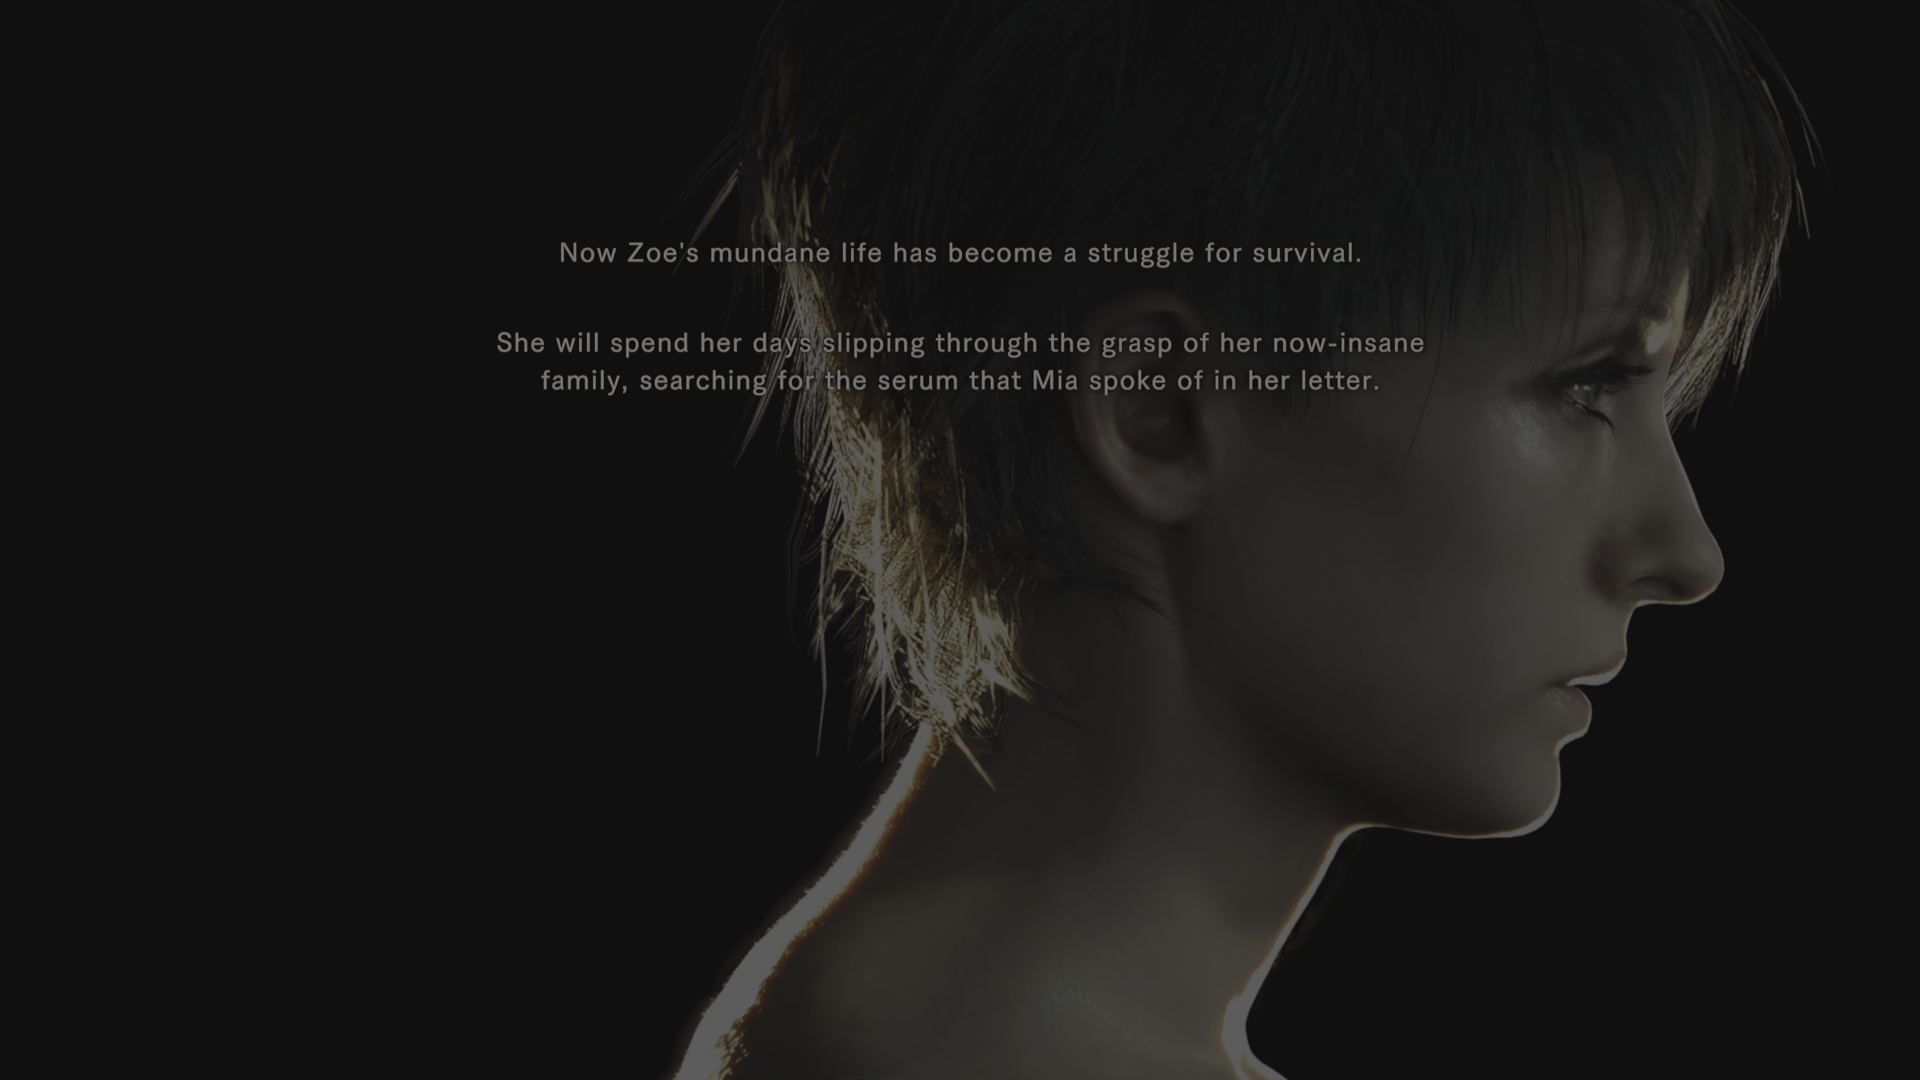 Now Zoe's mundane life has become a struggle for survival.
She will spend her days slipping through the grasp of her now-insane
family, searching for the serum that Mia spoke of in her letter.